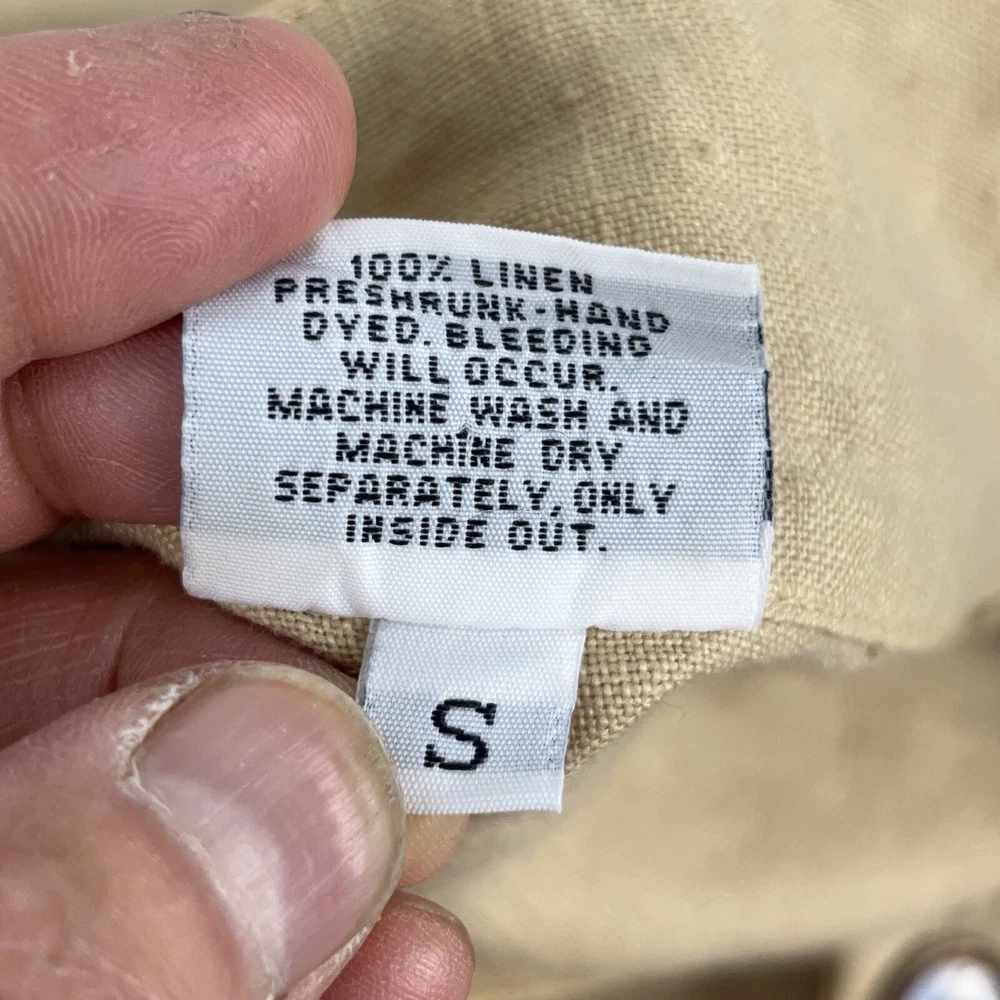 100% LINEN
PRESHRUNK-HAND
DYED. BLEEDING
WILL OCCUR.
MACHINE WASH AND
MACHINE DRY
SEPARATELY, ONLY
INSIDE OUT.
S